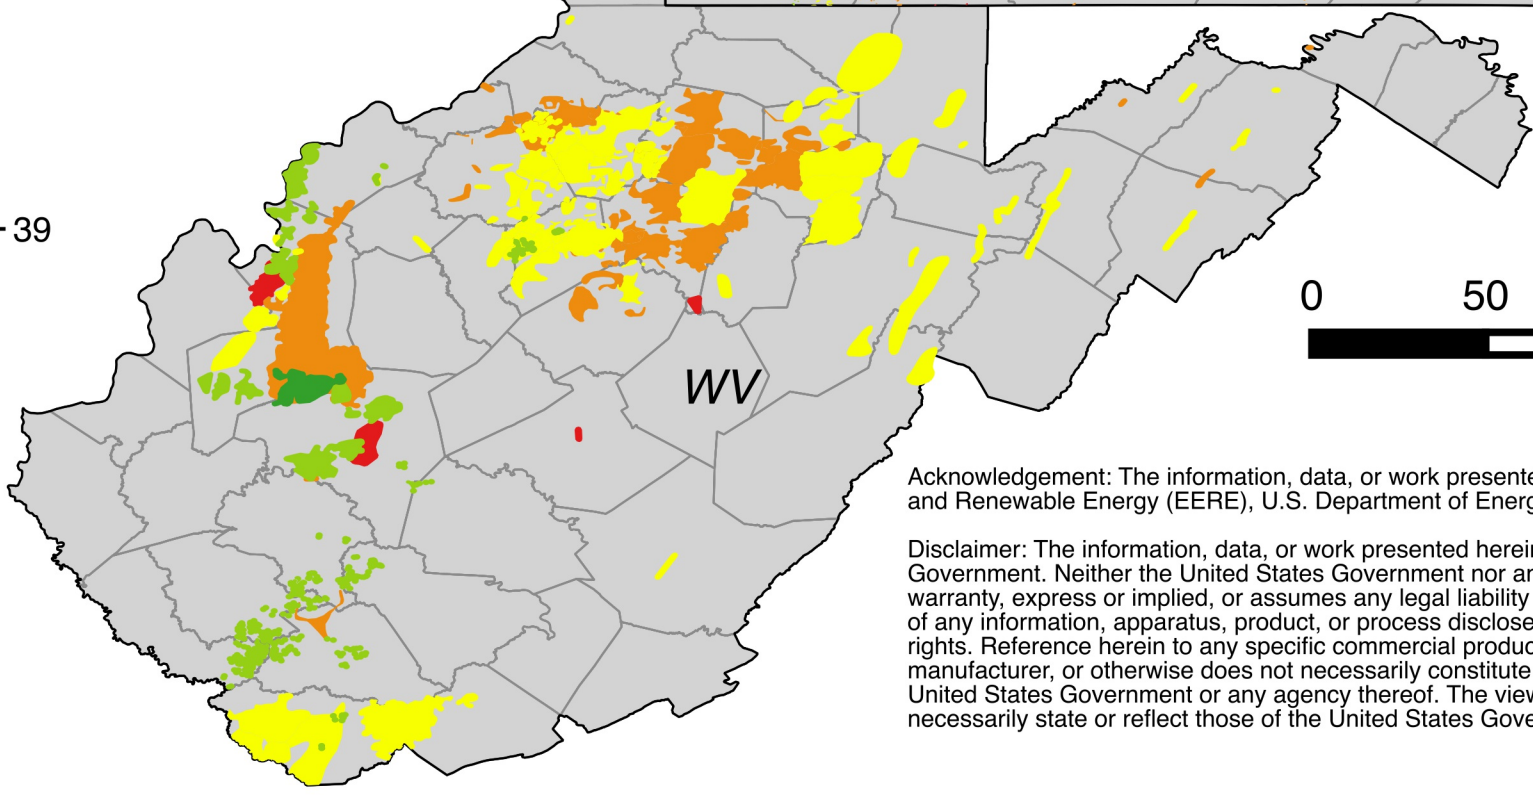 39
0 50
WV
Acknowledgement: The information, data, or work presente
and Renewable Energy (EERE), U.S. Department of Energ
Disclaimer: The information, data, or work presented herein
Government. Neither the United States Government nor an
warranty, express or implied, or assumes any legal liability
of any information, apparatus, product, or process disclose
rights. Reference herein to any specific commercial produc
manufacturer, or otherwise does not necessarily constitute
United States Government or any agency thereof. The view
necessarily state or reflect those of the United States Gove